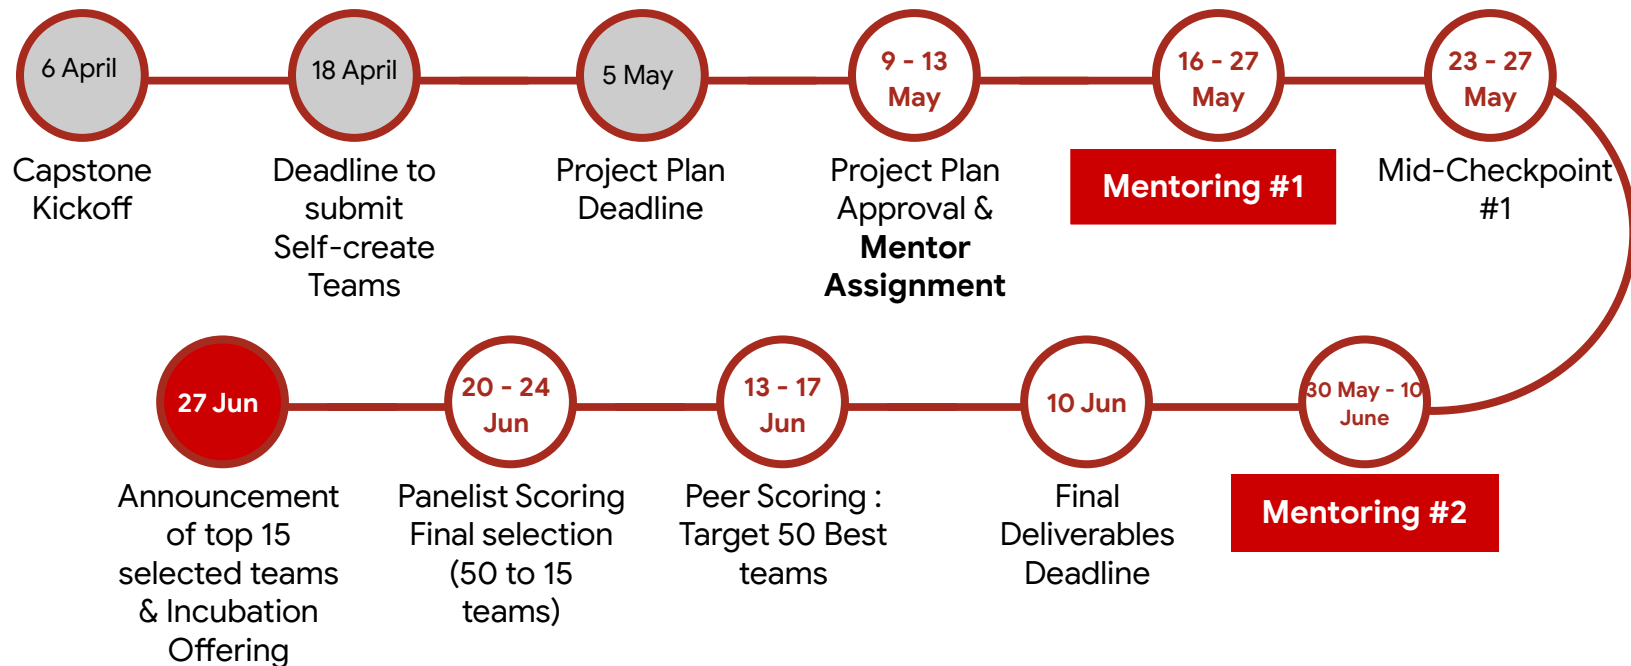 6 April
Capstone
Kickoff
18 April
Deadline to
submit
Self-create
Teams
5 May
Project Plan
Deadline
9 - 13
May
Project Plan
Approval &
Mentor
Assignment
16 - 27
May
Mentoring #1
23 - 27
May
Mid-Checkpoint
#1
30 May - 10
June
Mentoring #2
10 Jun
Final
Deliverables
Deadline
13 - 17
Jun
Peer Scoring :
Target 50 Best
teams
20 - 24
Jun
Panelist Scoring
Final selection
(50 to 15
teams)
27 Jun
Announcement
of top 15
selected teams
& Incubation
Offering